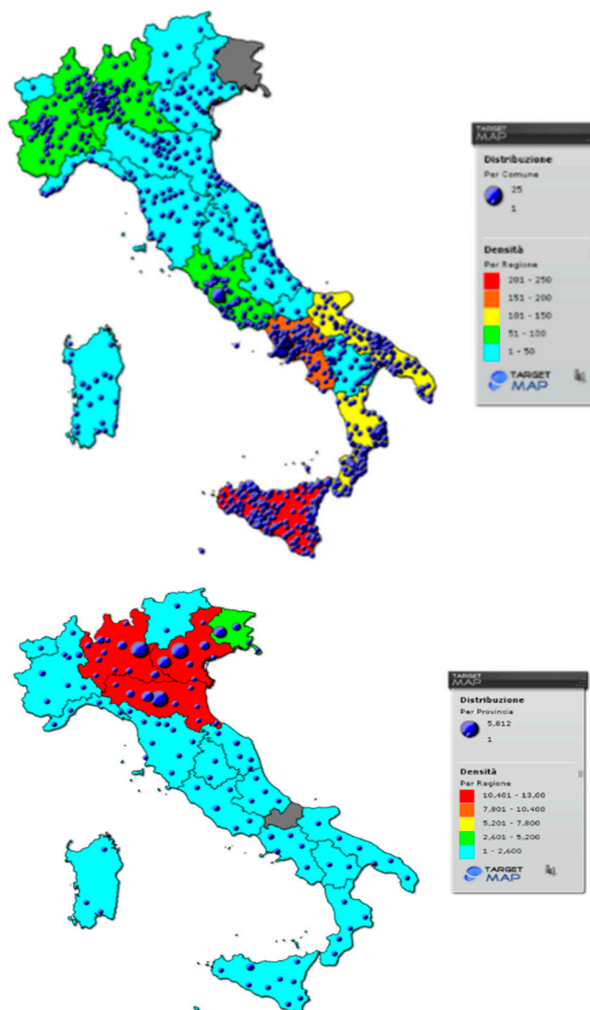 TARGET
MAP
Distribuzione
Per Comune
25
1
Densità
Per Regione
201 - 250
151 - 200
101 - 150
51 - 100
1 - 50
TARGET
MAP
TARGET
MAP
Distribuzione
Per Provincia
5,812
1
Densità
Per Regione
10,401 - 13,00
7,801 - 10,400
5,201 - 7,800
2,601 - 5,200
1 - 2,600
TARGET
MAP